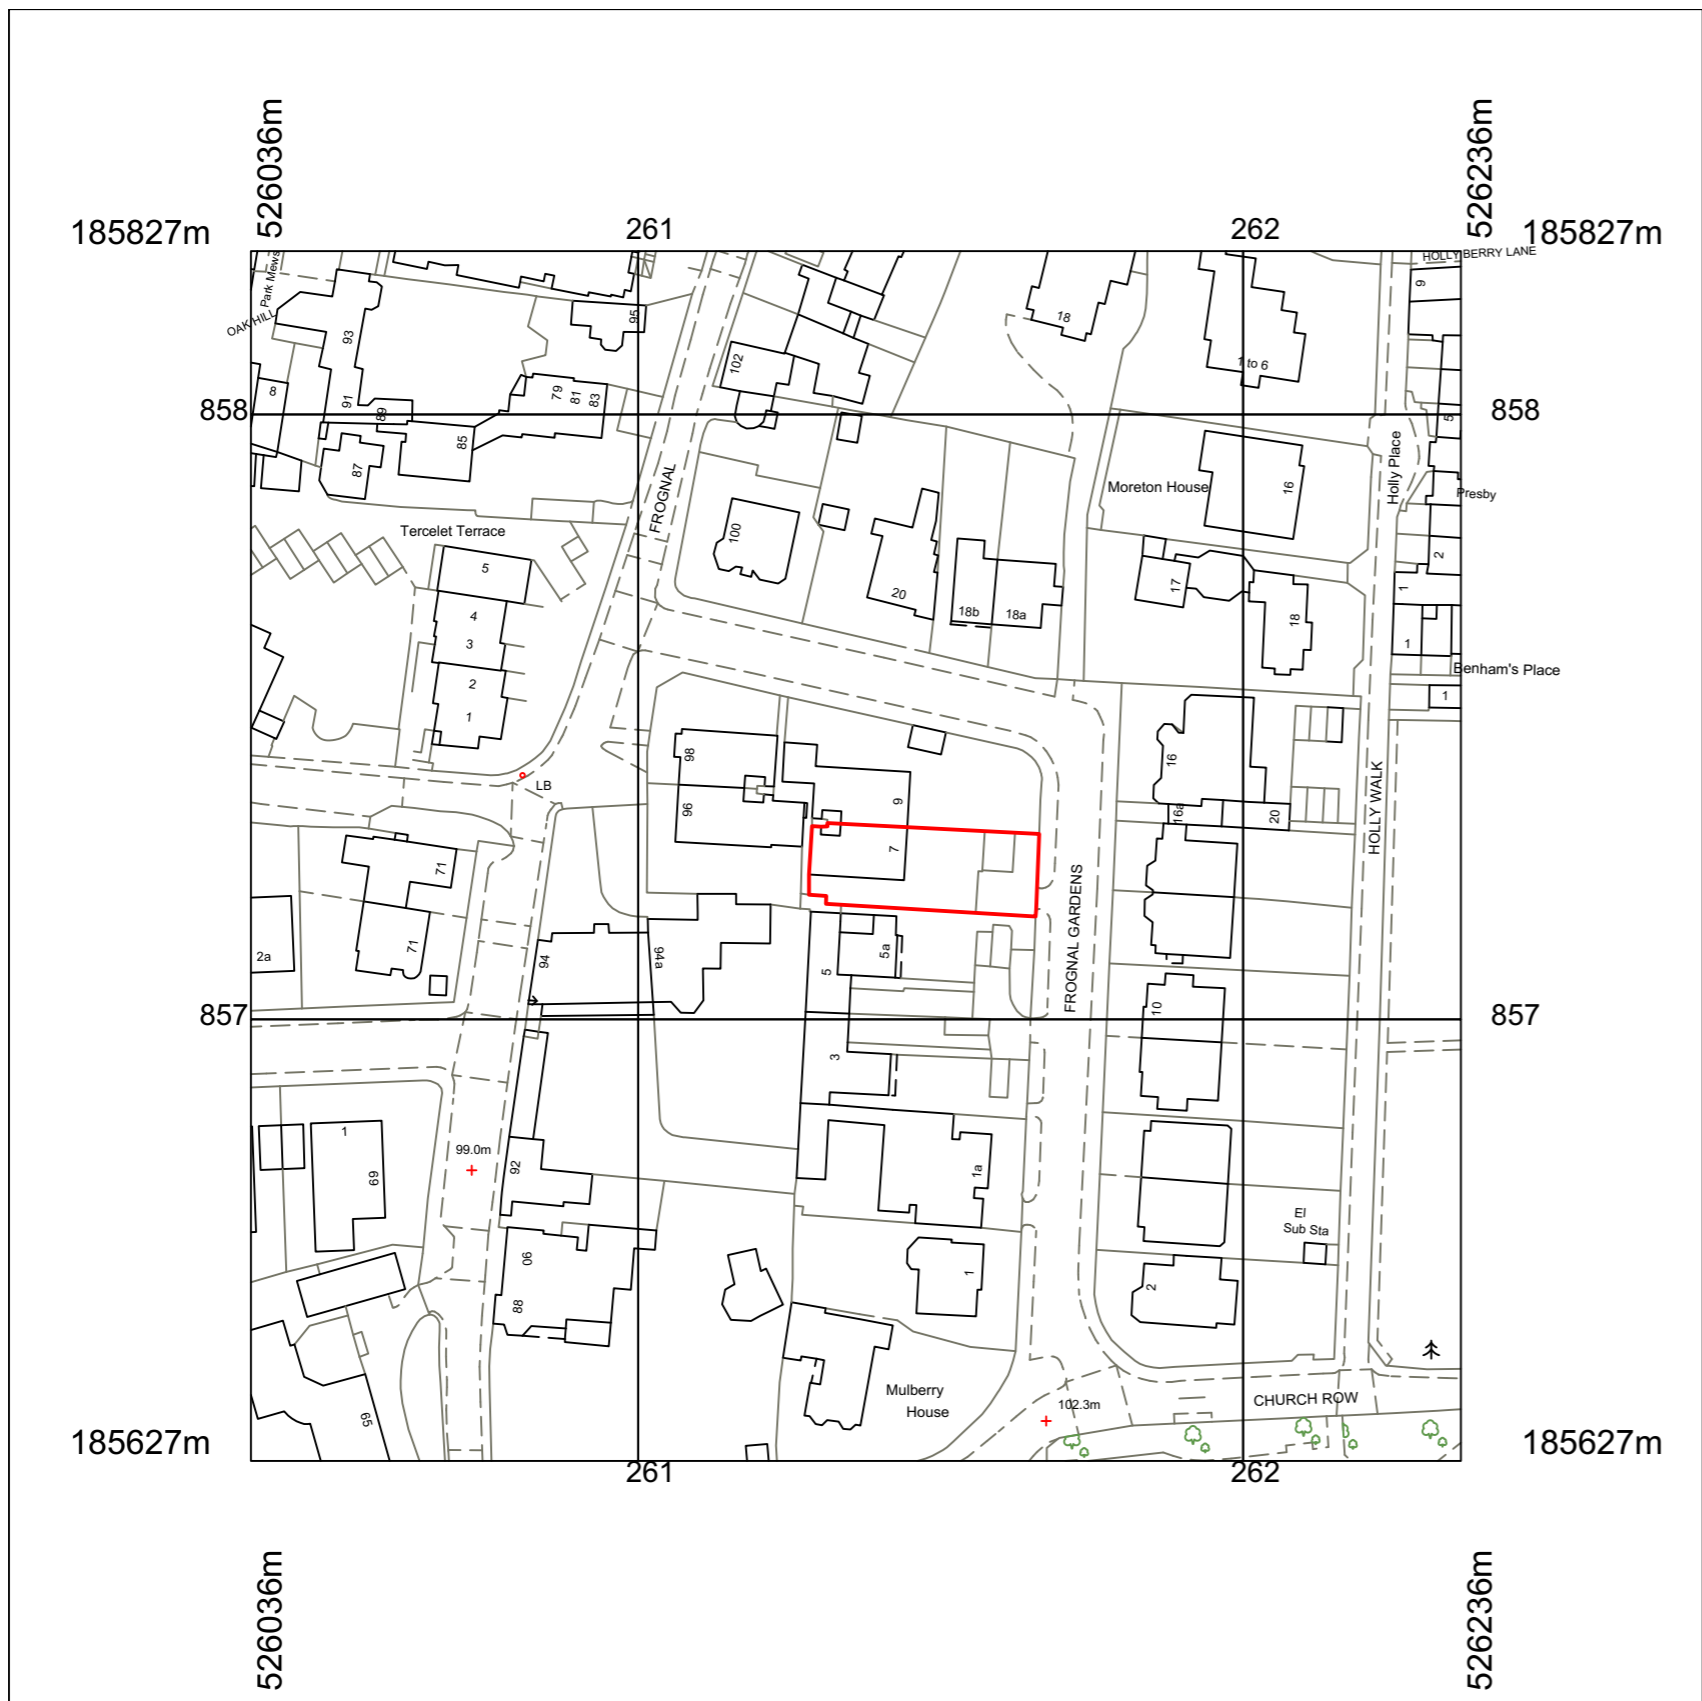 526036m
526236m
185827m
261
262
185827m
HOLLY BERRY LANE
Park Mews
OAK HILL
93
95
102
18
1 to 6
9
8
91
89
79
81
83
858
858
5
85
87
FROGNAL
Moreton House
16
Holly Place
Presby
Tercelet Terrace
100
5
20
18b
18a
17
18
2
1
4
3
2
1
1
Benham's Place
1
98
96
LB
9
7
16
16a
20
HOLLY WALK
71
71
2a
94
94a
5
5a
FROGNAL GARDENS
10
857
857
3
99.0m
1
69
92
1a
El
Sub Sta
90
88
1
2
65
Mulberry
House
102.3m
CHURCH ROW
185627m
261
262
185627m
526036m
526236m